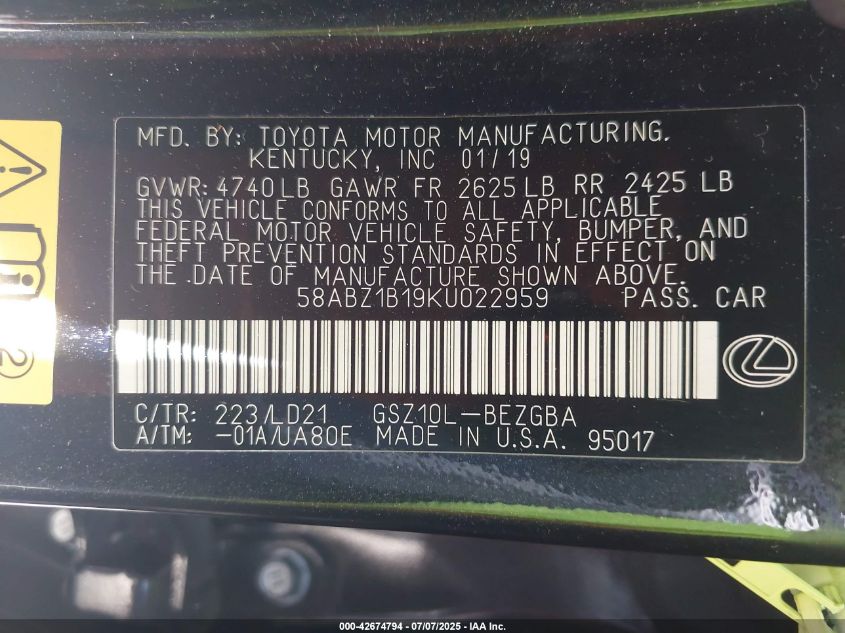 MFD. BY: TOYOTA MOTOR MANUFACTURING.
KENTUCKY, INC 01/19
GVWR: 4740LB GAWR FR 2625LB RR 2425 LB
THIS VEHICLE CONFORMS TO ALL APPLICABLE
FEDERAL MOTOR VEHICLE SAFETY, BUMPER, AND
THEFT PREVENTION STANDARDS IN EFFECT ON
THE DATE OF MANUFACTURE SHOWN ABOVE.
58ABZ1B19KU022959 PASS. CAR
C/TR: 223/LD21 GSZ10L-BEZGBA
A/TM: -01A/UA80E MADE IN U.S.A. 95017
2
000-42674794 - 07/07/2025 - IAA Inc.